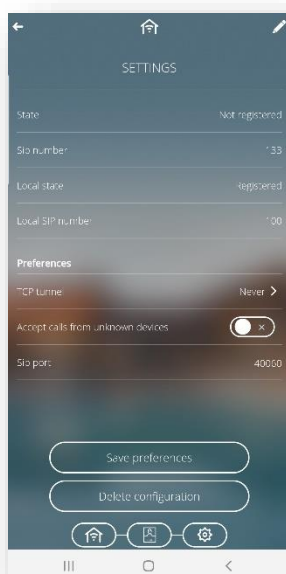 SETTINGS
State Not registered
Sip number 133
Local state Registered
Local SIP number 100
Preferences
TCP tunnel Never
Accept calls from unknown devices
Sip port 40060
Save preferences
Delete configuration